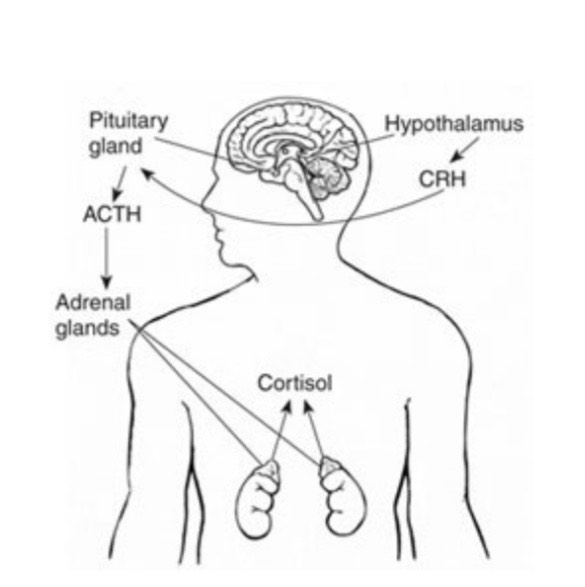 Pituitary
gland
Hypothalamus
CRH
ACTH
Adrenal
glands
Cortisol